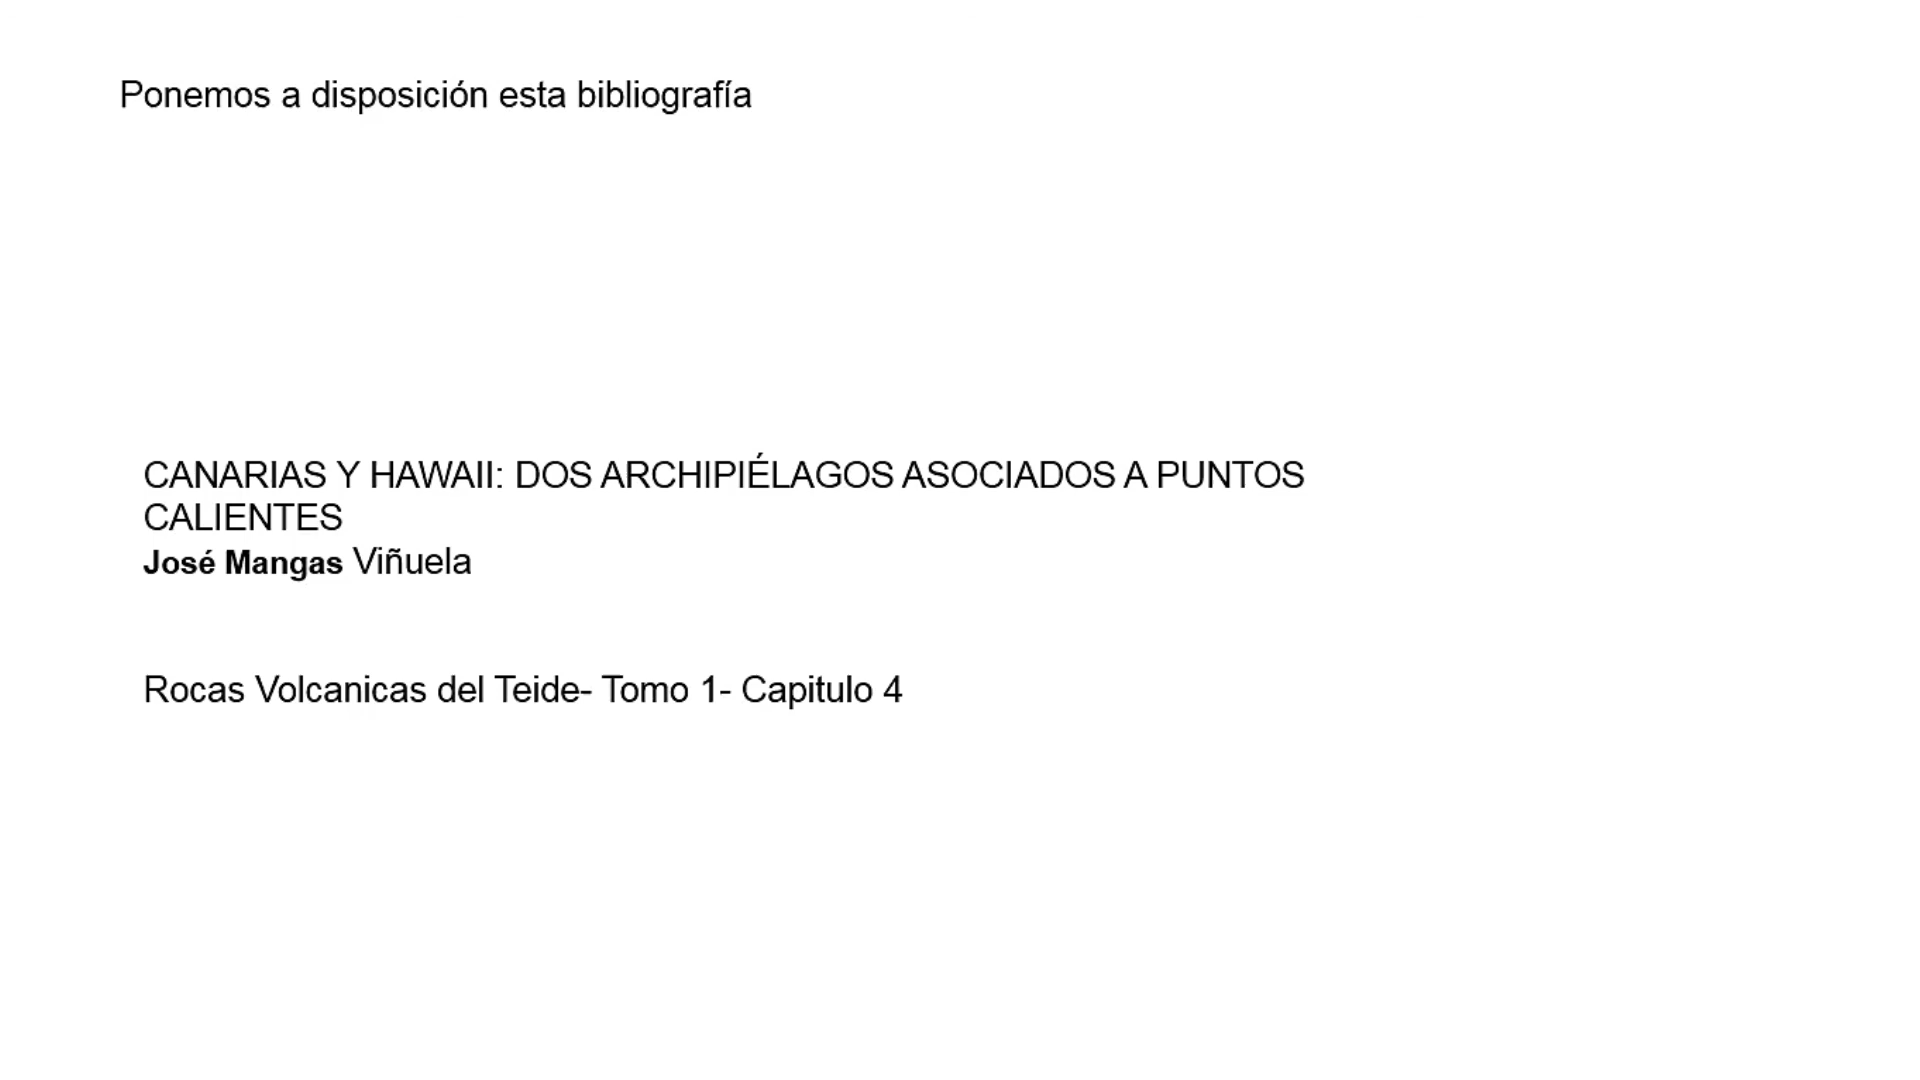 Ponemos a disposición esta bibliografía
CANARIAS Y HAWAII: DOS ARCHIPIÉLAGOS ASOCIADOS A PUNTOS
CALIENTES
José Mangas Viñuela
Rocas Volcanicas del Teide- Tomo 1- Capitulo 4